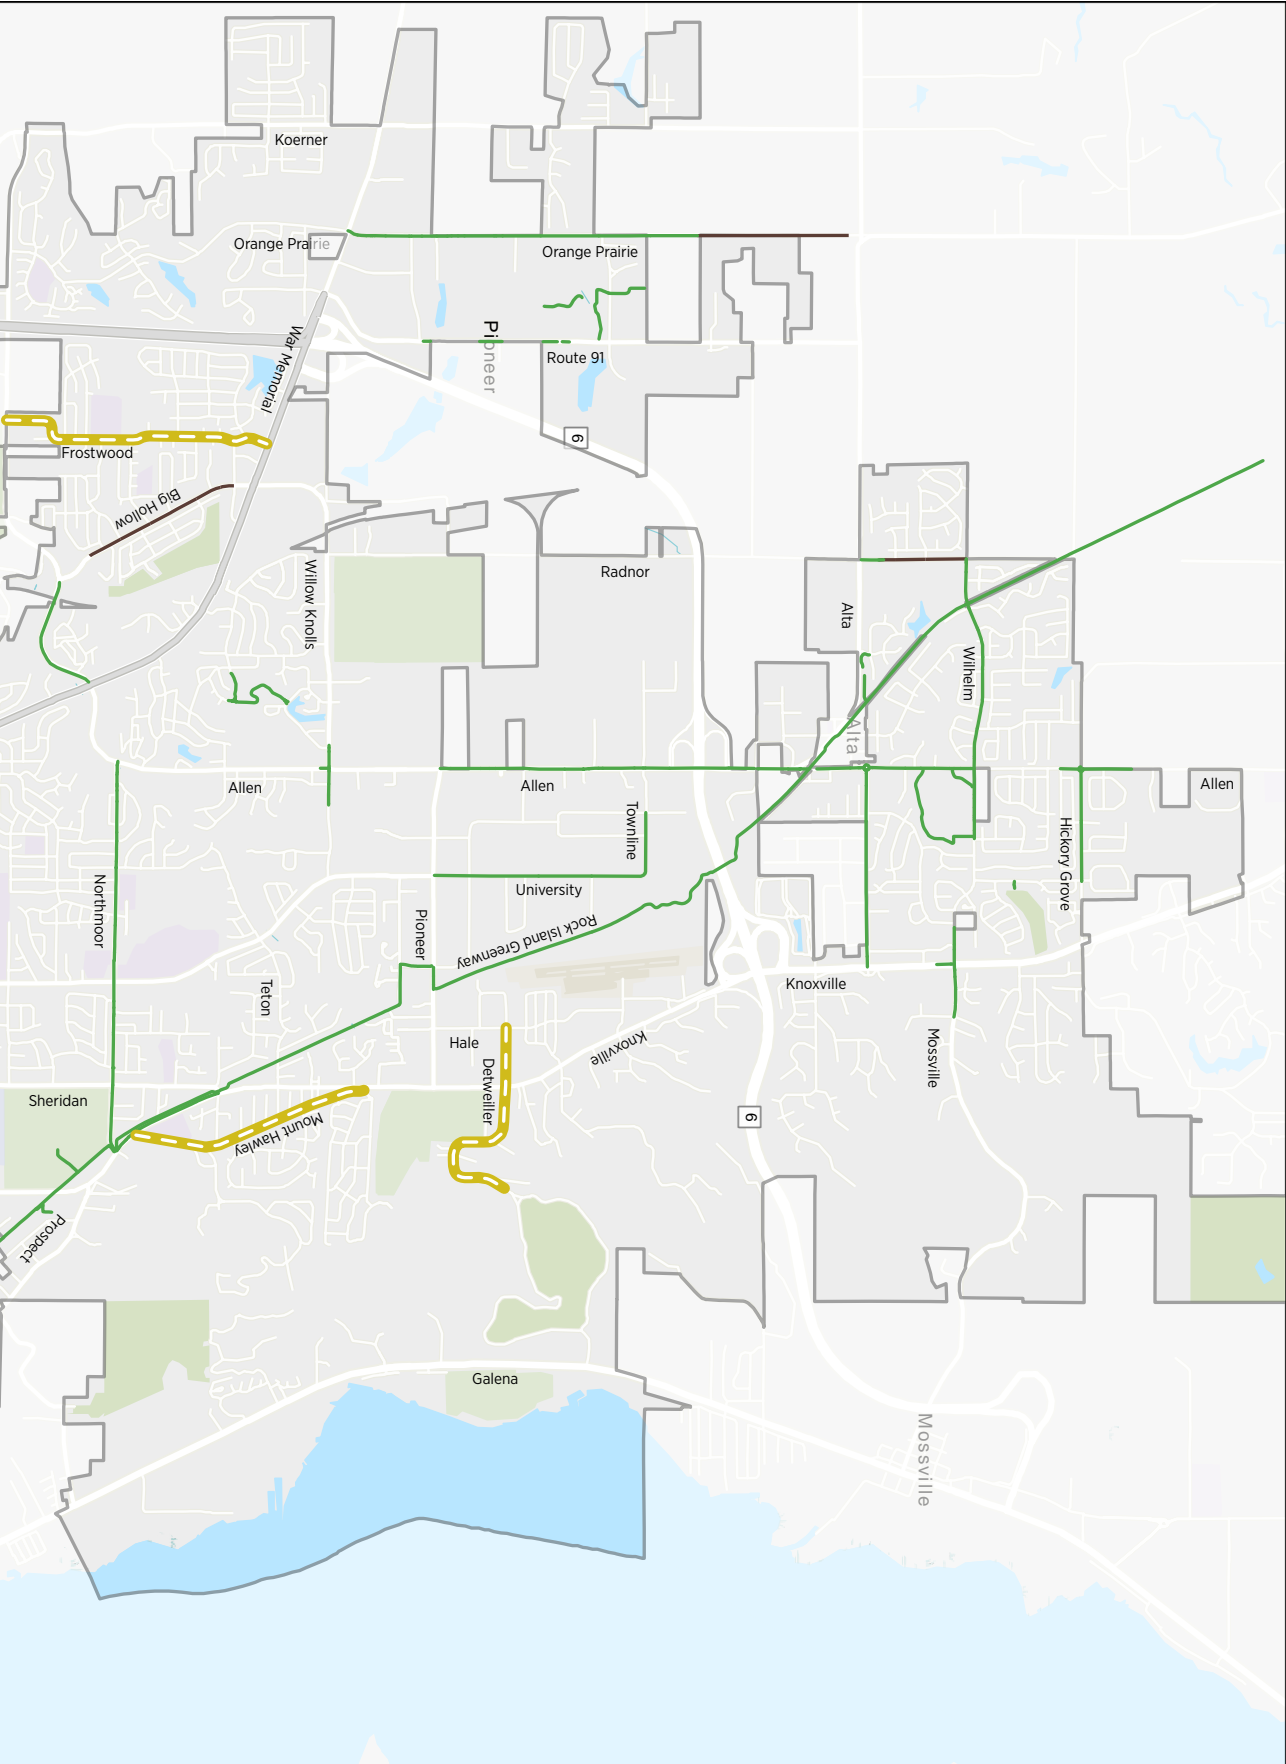 Koerner
Orange Prairie
Orange Prairie
Pioneer
War Memorial
Route 91
6
Frostwood
Big Hollow
Willow Knolls
Radnor
Alta
Wilhelm
Alta
Allen
Allen
Allen
Townline
Hickory Grove
Northmoor
University
Pioneer
Rock Island Greenway
Teton
Knoxville
Hale
Knoxville
Mossville
Detweiller
Sheridan
Mount Hawley
6
Prospect
Galena
Mossville